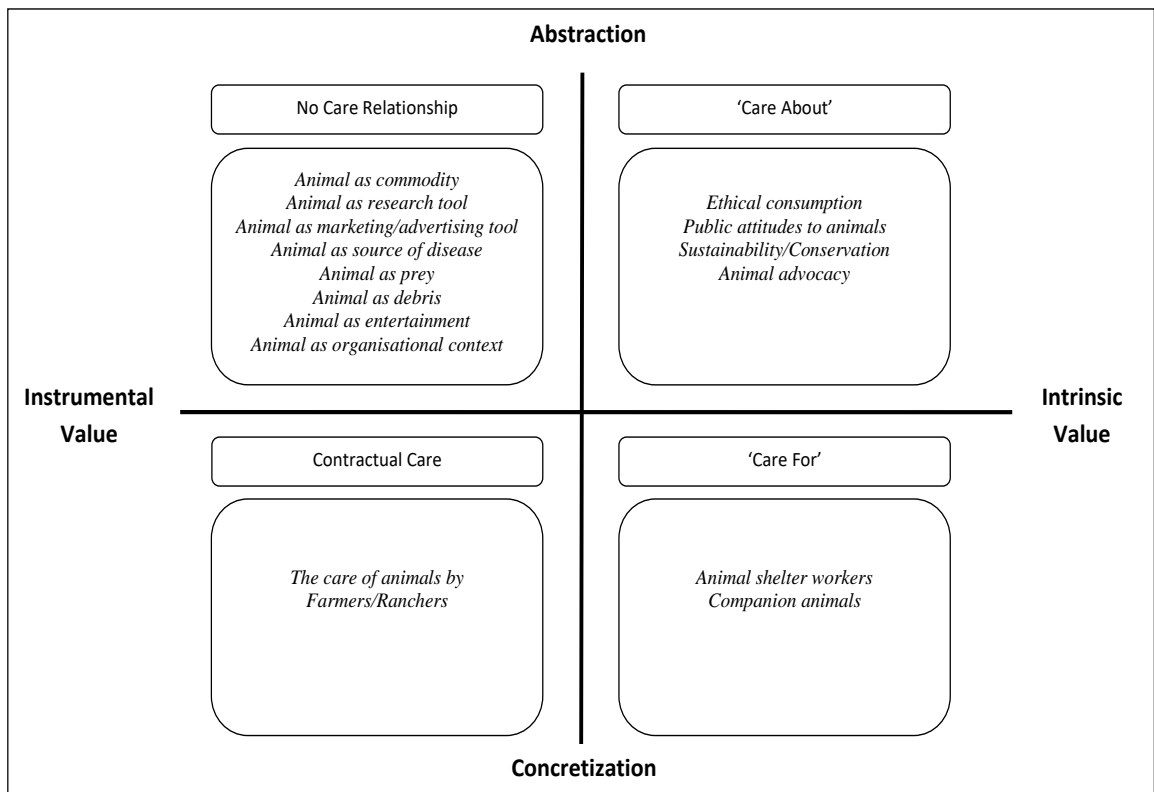 Abstraction
No Care Relationship
‘Care About’
Animal as commodity
Animal as research tool
Animal as marketing/advertising tool
Animal as source of disease
Animal as prey
Animal as debris
Animal as entertainment
Animal as organisational context
Ethical consumption
Public attitudes to animals
Sustainability/Conservation
Animal advocacy
Instrumental
Value
Intrinsic
Value
Contractual Care
‘Care For’
The care of animals by
Farmers/Ranchers
Animal shelter workers
Companion animals
Concretization